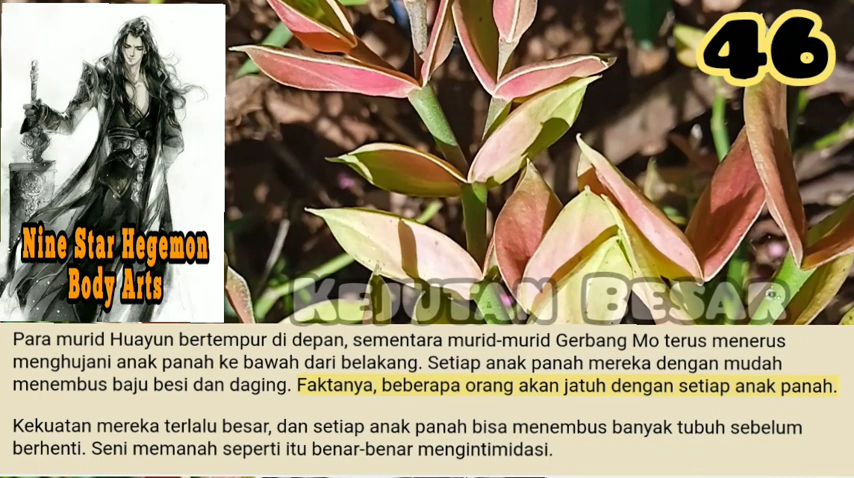 46
Nine Star Hegemon
Body Arts
Keputan Besar
Para murid Huayun bertempur di depan, sementara murid-murid Gerbang Mo terus menerus
menghujani anak panah ke bawah dari belakang. Setiap anak panah mereka dengan mudah
menembus baju besi dan daging. Faktanya, beberapa orang akan jatuh dengan setiap anak panah.
Kekuatan mereka terlalu besar, dan setiap anak panah bisa menembus banyak tubuh sebelum
berhenti. Seni memanah seperti itu benar-benar mengintimidasi.